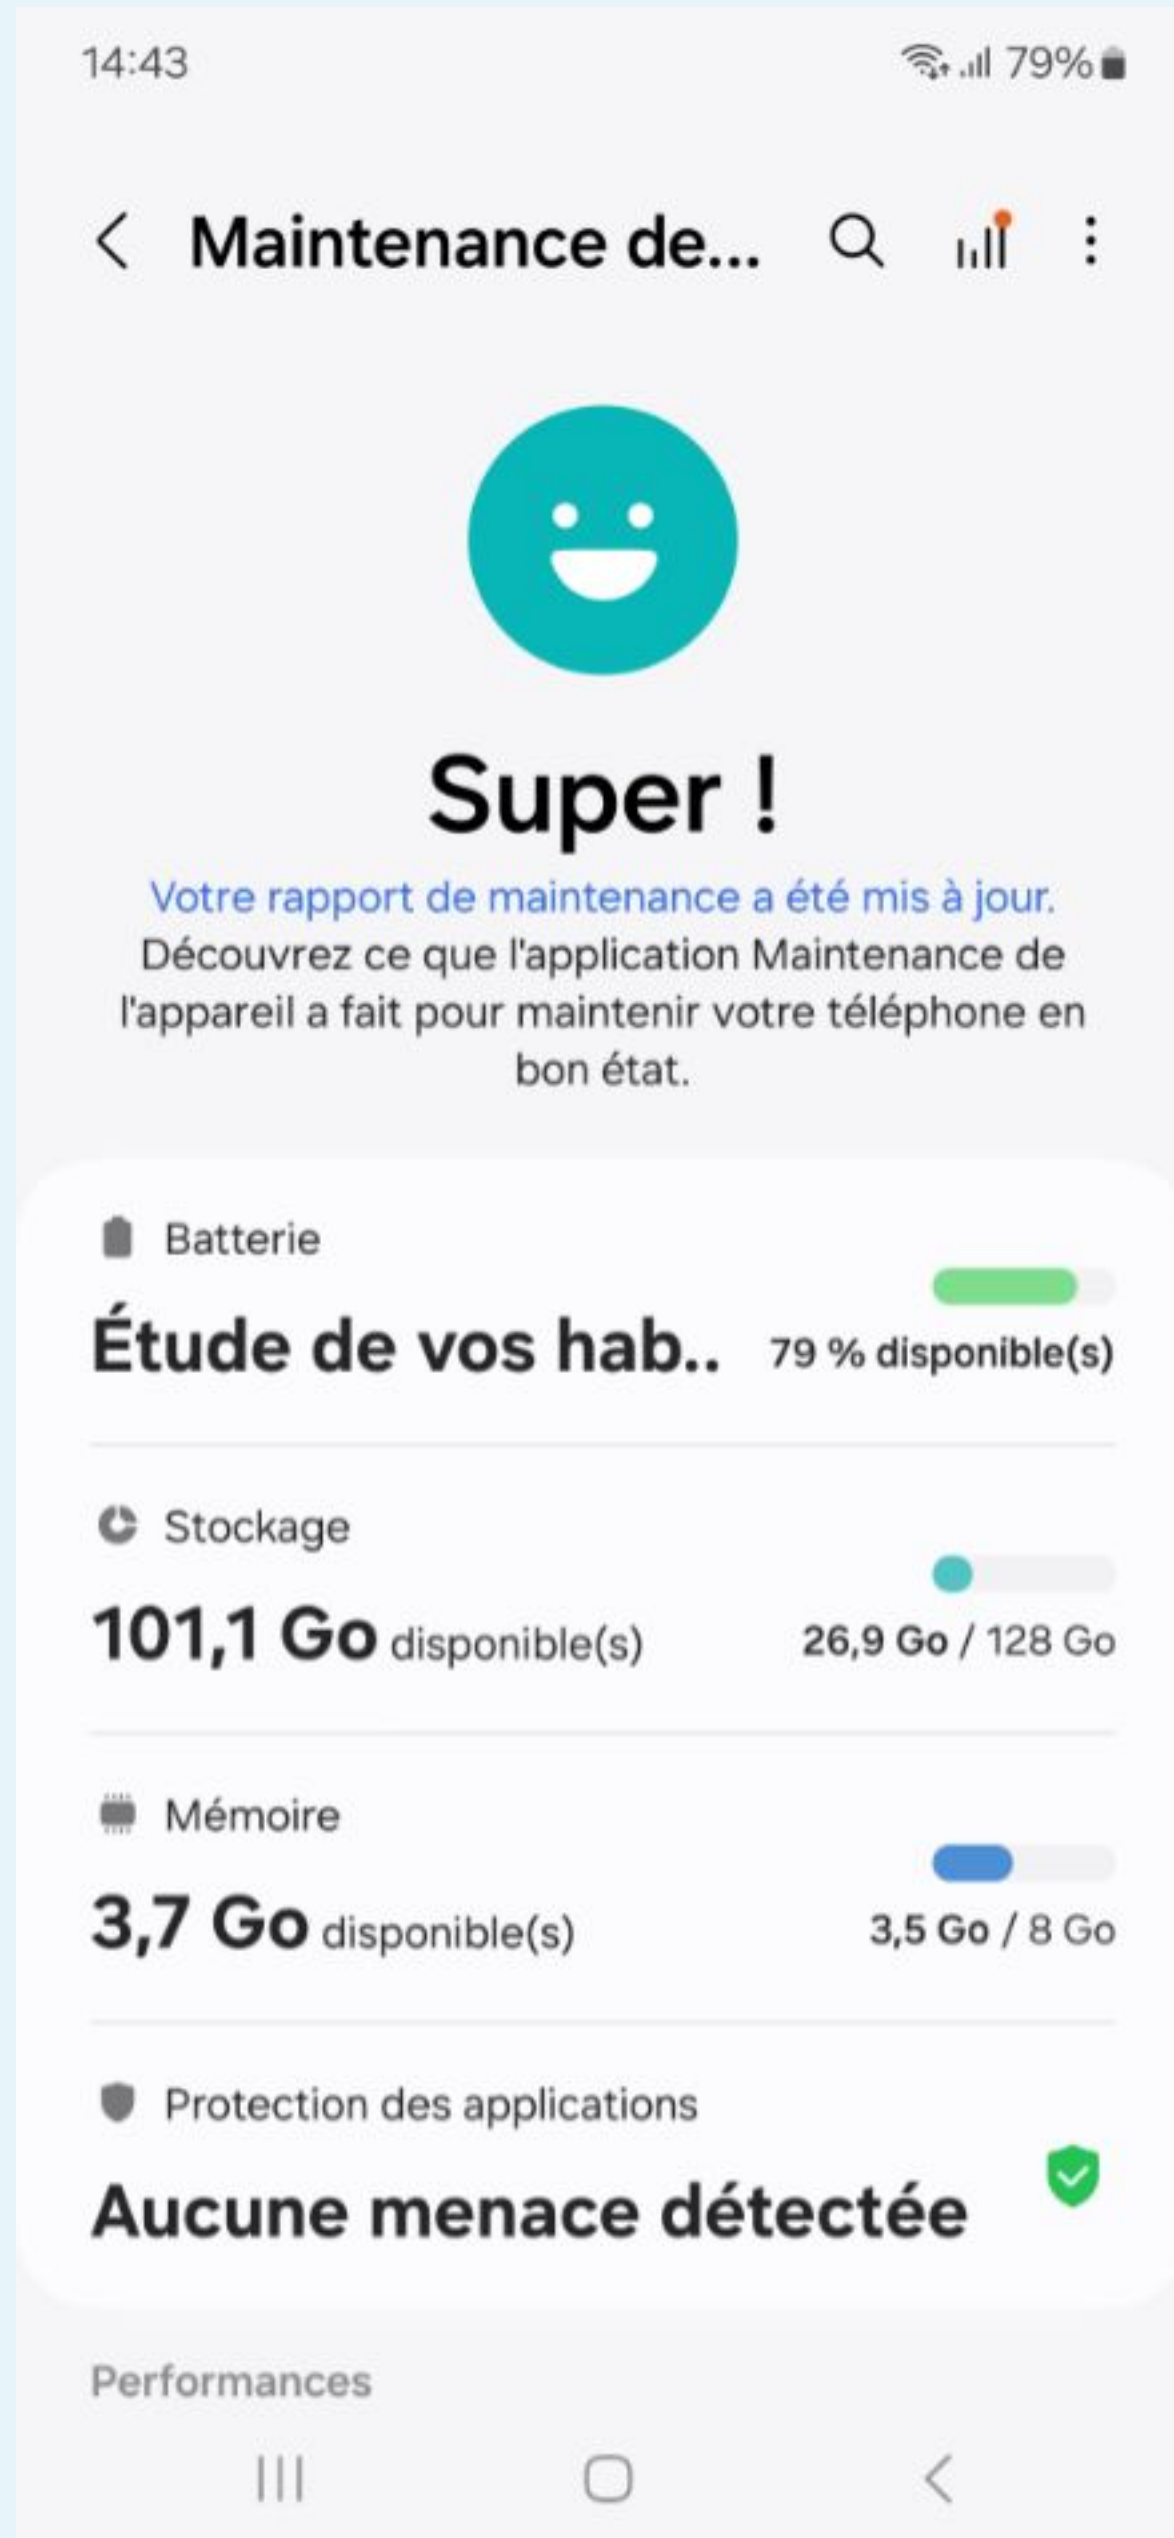 14:43
79%
Maintenance de...
Super !
Votre rapport de maintenance a été mis à jour.
Découvrez ce que l'application Maintenance de
l'appareil a fait pour maintenir votre téléphone en
bon état.
Batterie
Étude de vos hab..
79 % disponible(s)
Stockage
101,1 Go disponible(s)
26,9 Go / 128 Go
Mémoire
3,7 Go disponible(s)
3,5 Go / 8 Go
Protection des applications
Aucune menace détectée
Performances